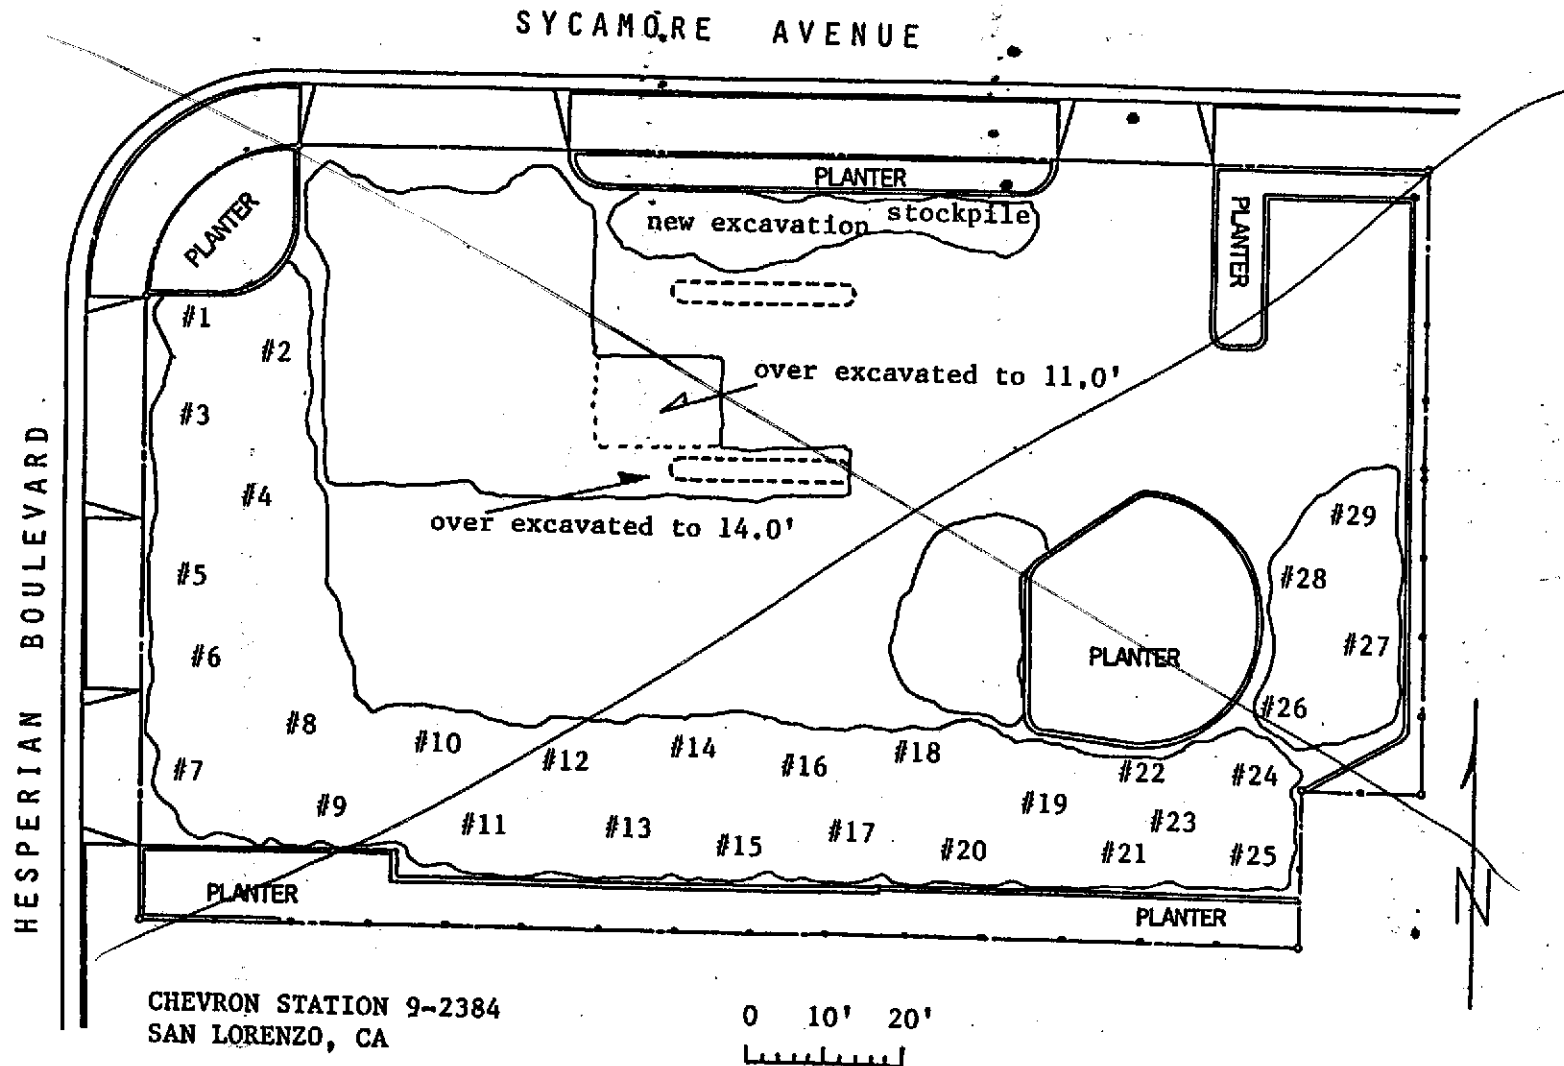 SYCAMORE AVENUE
PLANTER
PLANTER
PLANTER
new excavation stockpile
#1
#2
over excavated to 11.0'
#3
HESPERIAN BOULEVARD
#4
over excavated to 14.0'
#29
#5
#28
#6
#27
PLANTER
#26
#8
#10
#14
#18
#12
#16
#7
#22
#24
#9
#19
#11
#13
#17
#23
#15
#20
#21
#25
PLANTER
PLANTER
N
CHEVRON STATION 9-2384
SAN LORENZO, CA
0 10' 20'